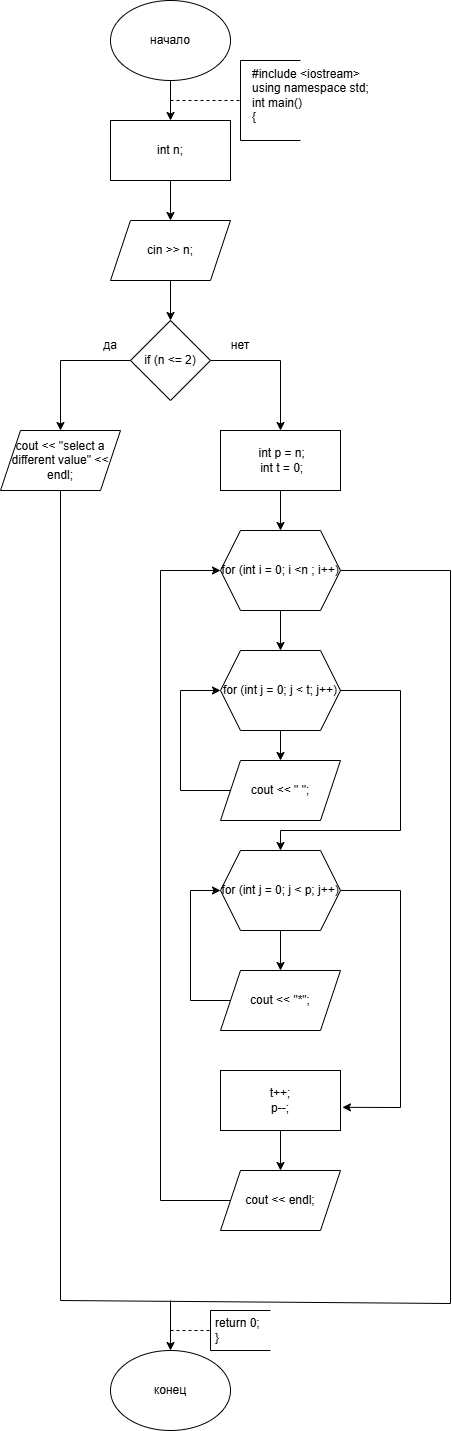 начало
#include <iostream>
using namespace std;
int main()
{
int n;
cin >> n;
if (n <= 2)
да
нет
cout << "select a
different value" <<
endl;
int p = n;
int t = 0;
for (int i = 0; i <n ; i++)
for (int j = 0; j < t; j++)
cout << " ";
for (int j = 0; j < p; j++)
cout << "*";
t++;
p--;
cout << endl;
return 0;
}
конец